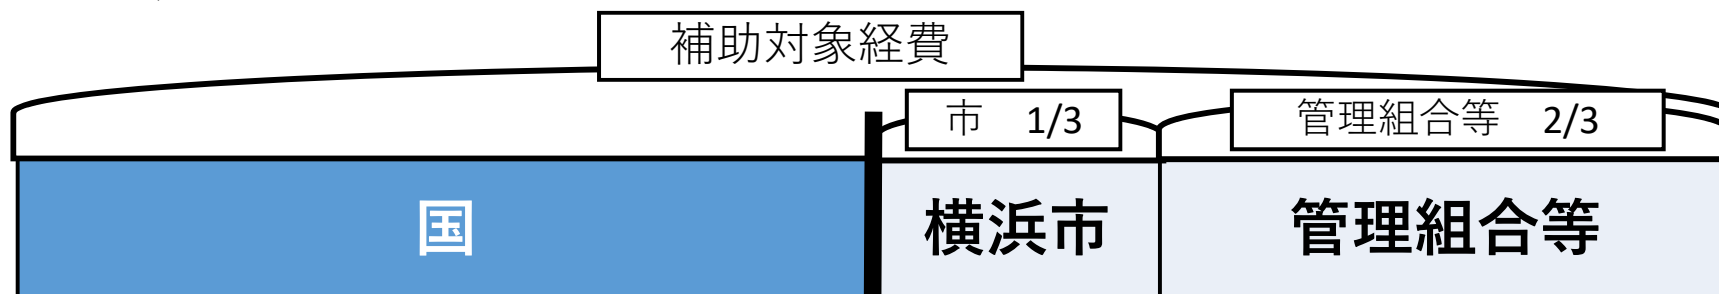 補助対象経費
市 1/3
管理組合等 2/3
国
横浜市
管理組合等